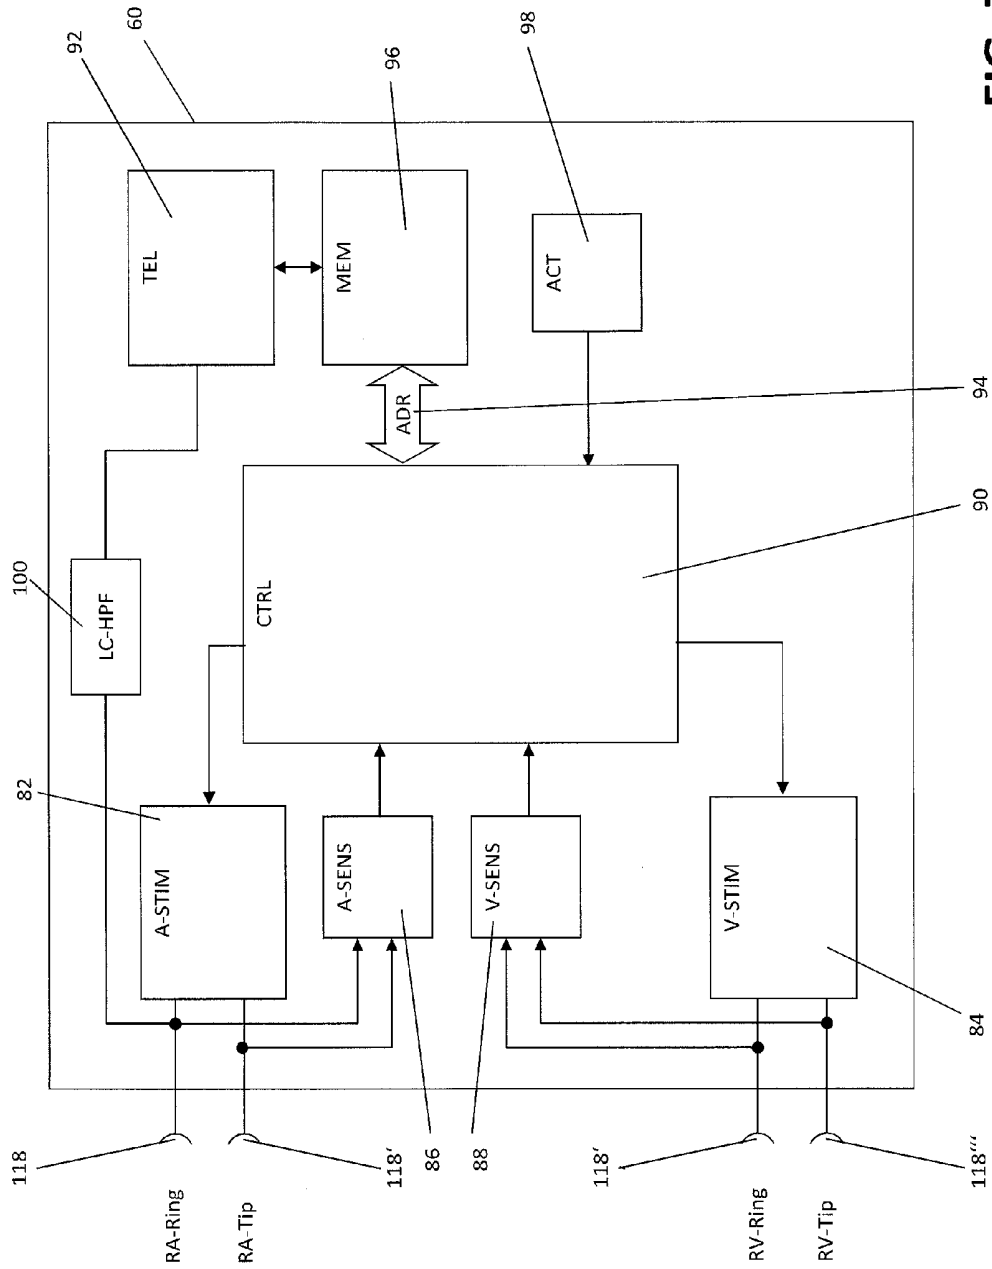 FIG.
60
92
TEL
96
MEM
98
ACT
ADR
94
100
LC-HPF
CTRL
90
82
A-STIM
A-SENS
V-SENS
V-STIM
84
118
118'
86
88
118'
118'''
RA-Ring
RA-Tip
RV-Ring
RV-Tip